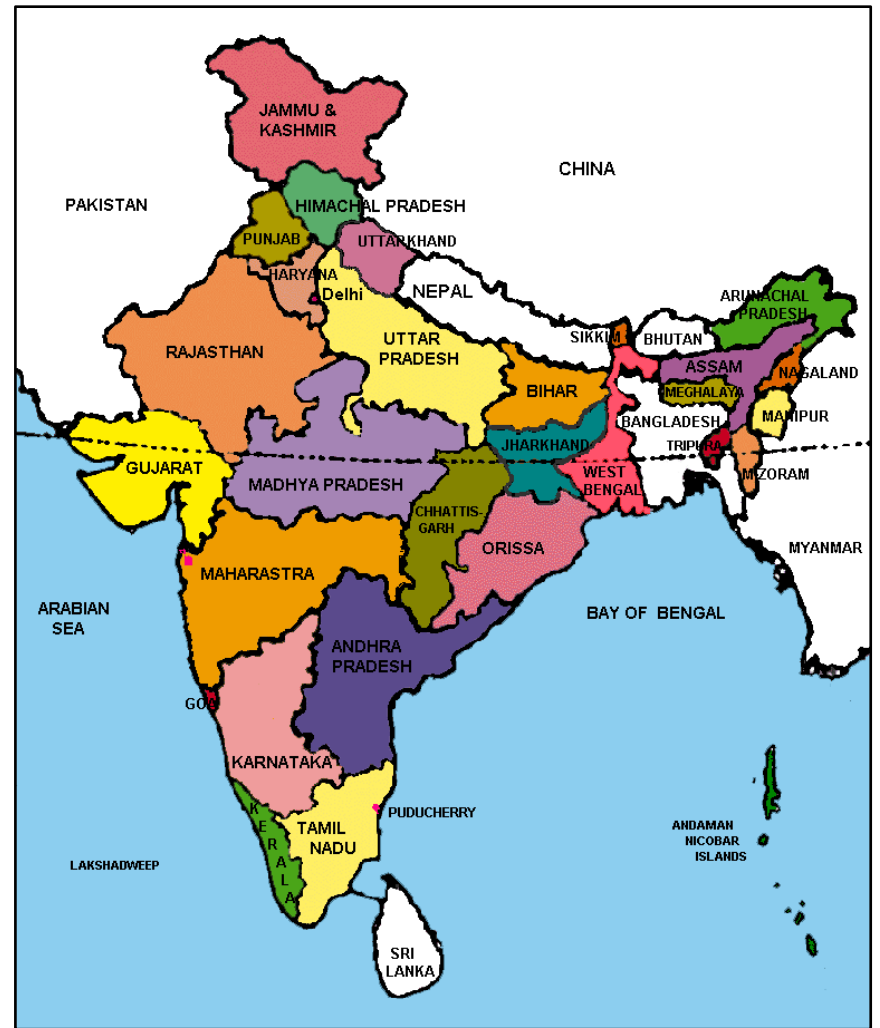 JAMMU &
KASHMIR
CHINA
PAKISTAN
HIMACHAL PRADESH
PUNJAB
UTTARKHAND
HARYANA
Delhi
NEPAL
ARUNACHAL
PRADESH
SIKKIM
BHUTAN
RAJASTHAN
UTTAR
PRADESH
ASSAM
NAGALAND
BIHAR
MEGHALAYA
BANGLADESH
MANIPUR
JHARKHAND
TRIPURA
GUJARAT
MADHYA PRADESH
WEST
BENGAL
MIZORAM
CHHATTIS-
GARH
ORISSA
MYANMAR
MAHARASTRA
ARABIAN
SEA
BAY OF BENGAL
ANDHRA
PRADESH
GOA
KARNATAKA
KERALA
TAMIL
NADU
PUDUCHERRY
ANDAMAN
NICOBAR
ISLANDS
LAKSHADWEEP
SRI
LANKA